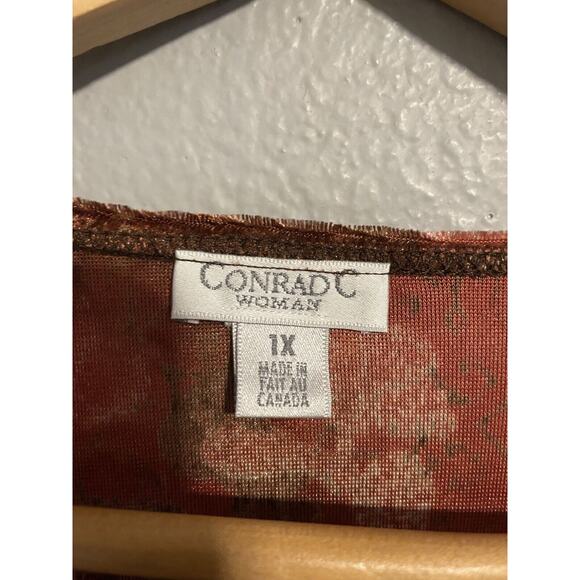 CONRAD C
WOMAN
1X
MADE IN
FAIT AU
CANADA